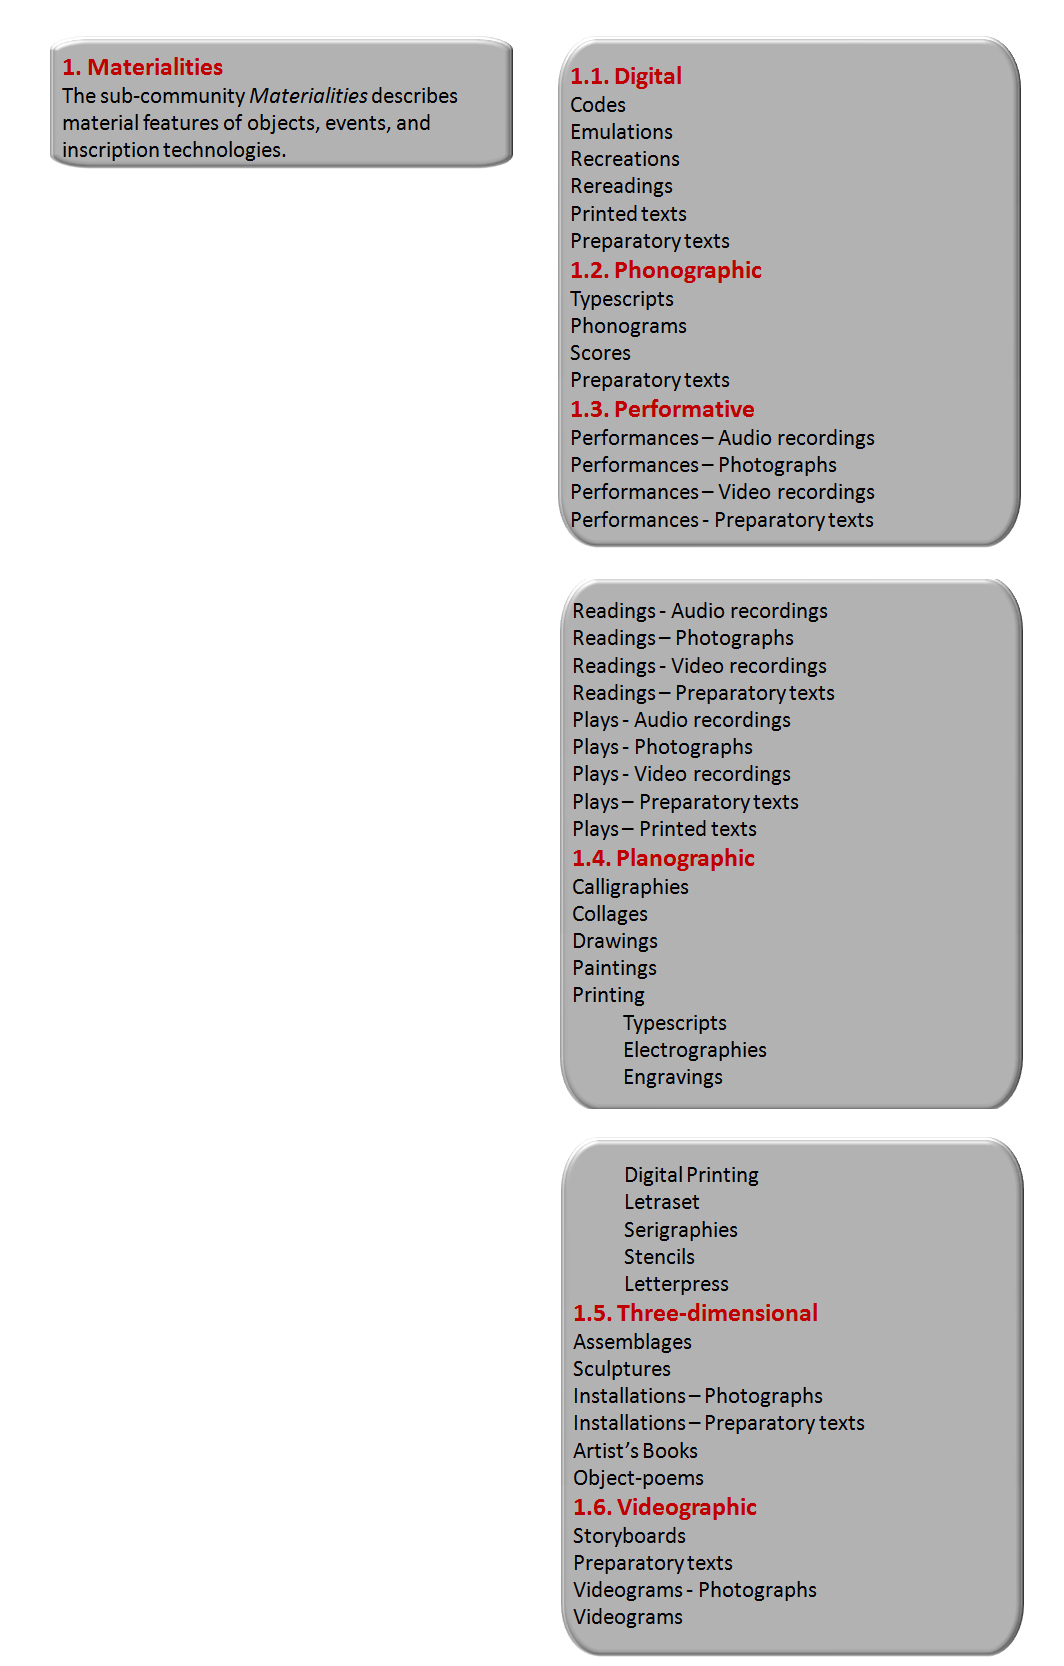 1. Materialities
The sub-community Materialities describes
material features of objects, events, and
inscription technologies.
1.1. Digital
Codes
Emulations
Recreations
Rereadings
Printed texts
Preparatory texts
1.2. Phonographic
Typescripts
Phonograms
Scores
Preparatory texts
1.3. Performative
Performances – Audio recordings
Performances – Photographs
Performances – Video recordings
Performances - Preparatory texts
Readings - Audio recordings
Readings – Photographs
Readings - Video recordings
Readings – Preparatory texts
Plays - Audio recordings
Plays - Photographs
Plays - Video recordings
Plays – Preparatory texts
Plays – Printed texts
1.4. Planographic
Calligraphies
Collages
Drawings
Paintings
Printing
Typescripts
Electrographies
Engravings
Digital Printing
Letraset
Serigraphies
Stencils
Letterpress
1.5. Three-dimensional
Assemblages
Sculptures
Installations – Photographs
Installations – Preparatory texts
Artist’s Books
Object-poems
1.6. Videographic
Storyboards
Preparatory texts
Videograms - Photographs
Videograms